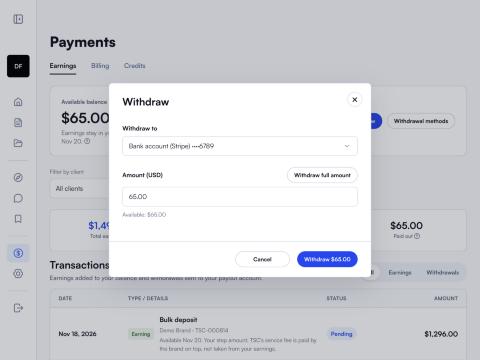 Payments
DF
Earnings Billing Credits
Available balance
$65.00
Earnings stay in yo
Nov 20.
Withdrawal methods
Filter by client
All clients
$1,49
Total ea
$65.00
Paid out
Withdraw
Withdraw to
Bank account (Stripe) ••••6789
Amount (USD)
Withdraw full amount
65.00
Available: $65.00
Cancel
Withdraw $65.00
Transactions
Earnings Withdrawals
Earnings added to your balance and withdrawals sent to your payout account.
DATE TYPE / DETAILS STATUS AMOUNT
Bulk deposit
Nov 18, 2026 Earning Demo Brand · TSC-000814 Pending $1,296.00
Available Nov 20. Your step amount. TSC's service fee is paid by
the brand on top, not taken from your earnings.